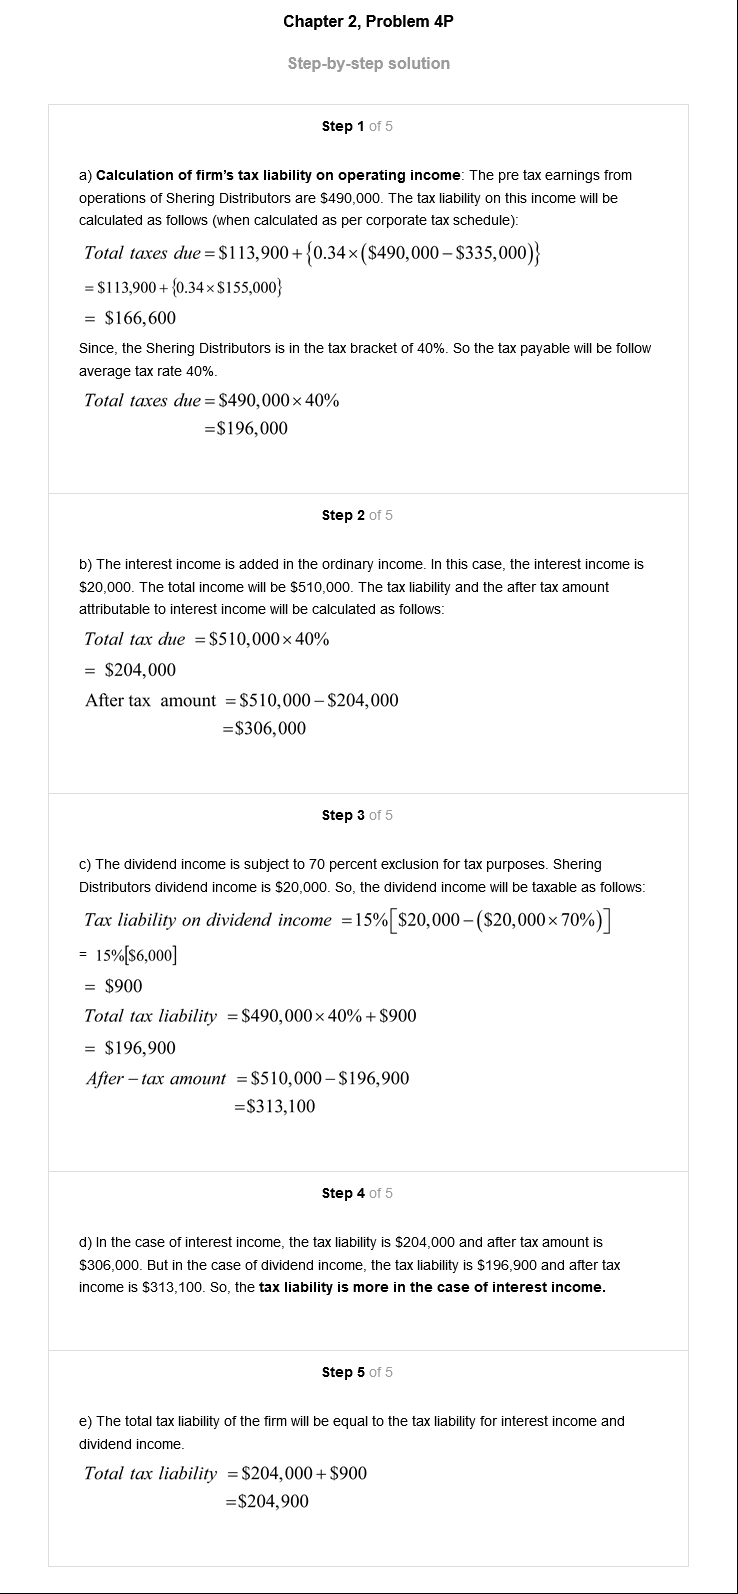 Chapter 2, Problem 4P
Step-by-step solution
Step 1 of 5
a) Calculation of firm's tax liability on operating income: The pre tax earnings from
operations of Shering Distributors are $490,000. The tax liability on this income will be
calculated as follows (when calculated as per corporate tax schedule):
Total taxes due = $113,900 + {0.34 × ($490,000 – $335,000)}
= $113,900 + {0.34 × $155,000}
= $166,600
Since, the Shering Distributors is in the tax bracket of 40%. So the tax payable will be follow
average tax rate 40%.
Total taxes due = $490,000 × 40%
= $196,000
Step 2 of 5
b) The interest income is added in the ordinary income. In this case, the interest income is
$20,000. The total income will be $510,000. The tax liability and the after tax amount
attributable to interest income will be calculated as follows:
Total tax due = $510,000 × 40%
= $204,000
After tax amount = $510,000 – $204,000
= $306,000
Step 3 of 5
c) The dividend income is subject to 70 percent exclusion for tax purposes. Shering
Distributors dividend income is $20,000. So, the dividend income will be taxable as follows:
Tax liability on dividend income = 15%[$20,000 – ($20,000 × 70%)]
= 15%[$6,000]
= $900
Total tax liability = $490,000 × 40% + $900
= $196,900
After – tax amount = $510,000 – $196,900
= $313,100
Step 4 of 5
d) In the case of interest income, the tax liability is $204,000 and after tax amount is
$306,000. But in the case of dividend income, the tax liability is $196,900 and after tax
income is $313,100. So, the tax liability is more in the case of interest income.
Step 5 of 5
e) The total tax liability of the firm will be equal to the tax liability for interest income and
dividend income.
Total tax liability = $204,000 + $900
= $204,900